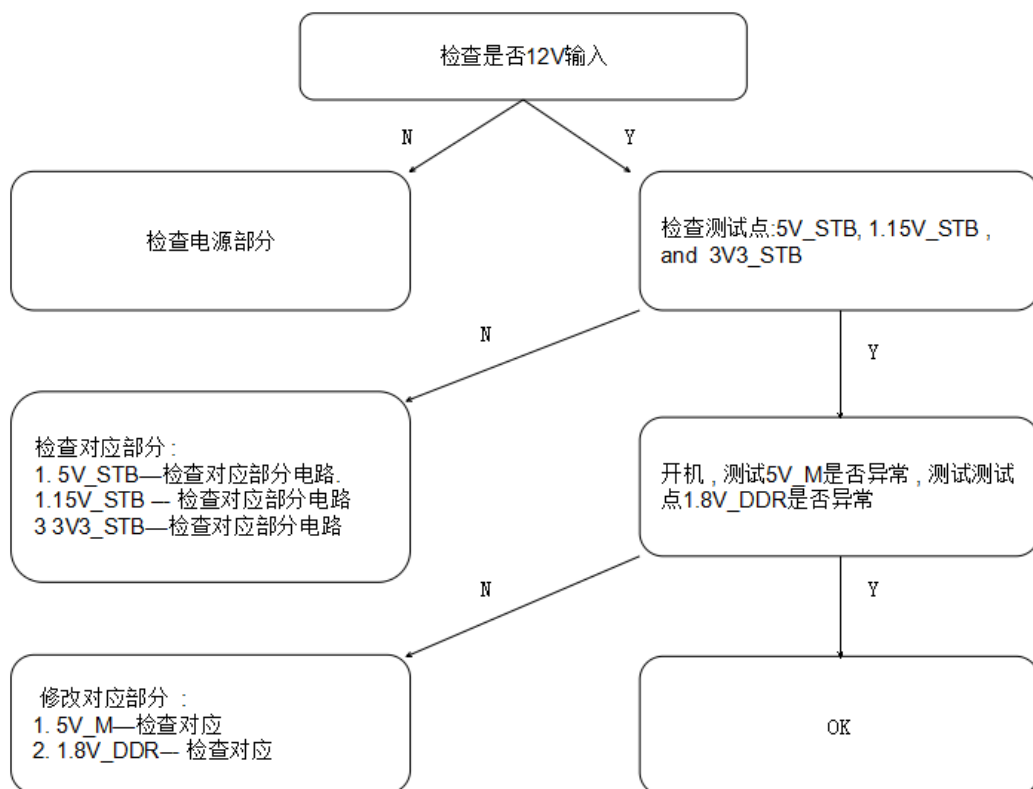 检查是否12V输入
N
Y
检查电源部分
检查测试点:5V_STB, 1.15V_STB ,
and 3V3_STB
N
Y
检查对应部分 :
1. 5V_STB—检查对应部分电路.
1.15V_STB --- 检查对应部分电路
3 3V3_STB—检查对应部分电路
开机 , 测试5V_M是否异常 , 测试测试
点1.8V_DDR是否异常
N
Y
修改对应部分 :
1. 5V_M—检查对应
2. 1.8V_DDR--- 检查对应
OK